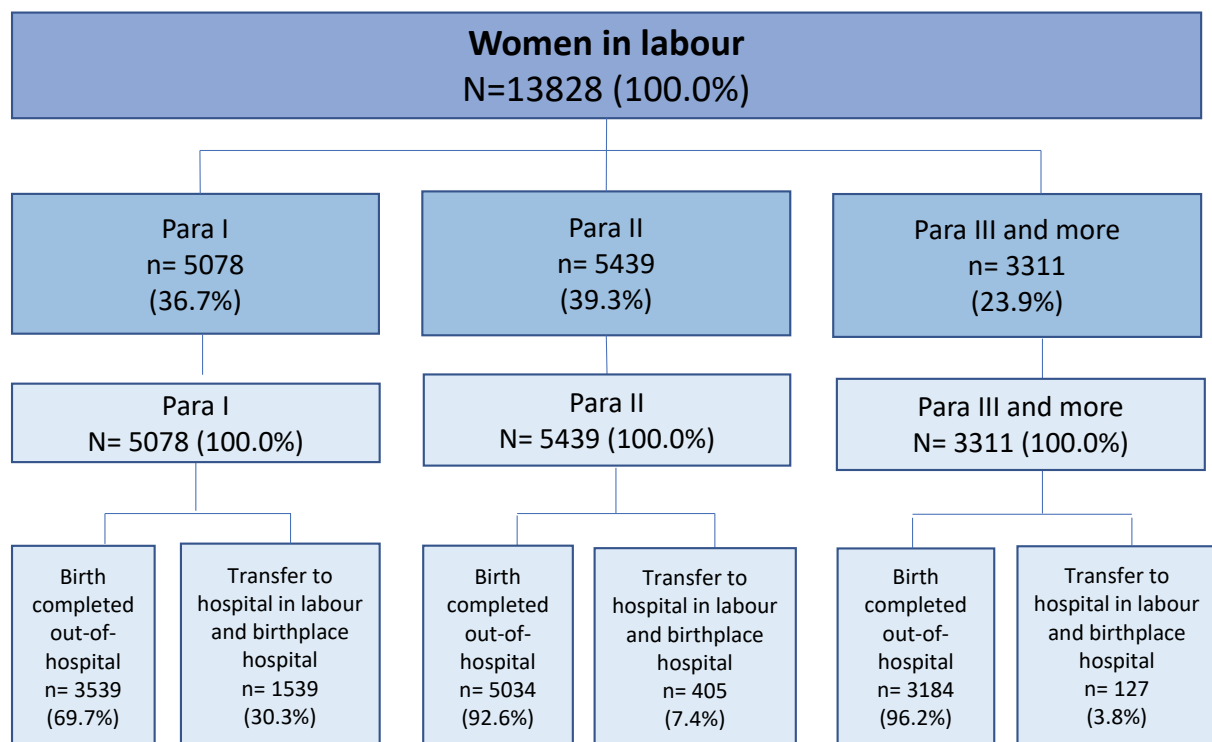 Women in labour
N=13828 (100.0%)
Para I
n= 5078
(36.7%)
Para II
n= 5439
(39.3%)
Para III and more
n= 3311
(23.9%)
Para I
N= 5078 (100.0%)
Para II
N= 5439 (100.0%)
Para III and more
N= 3311 (100.0%)
Birth
completed
out-of-
hospital
n= 3539
(69.7%)
Transfer to
hospital in labour
and birthplace
hospital
n= 1539
(30.3%)
Birth
completed
out-of-
hospital
n= 5034
(92.6%)
Transfer to
hospital in labour
and birthplace
hospital
n= 405
(7.4%)
Birth
completed
out-of-
hospital
n= 3184
(96.2%)
Transfer to
hospital in labour
and birthplace
hospital
n= 127
(3.8%)